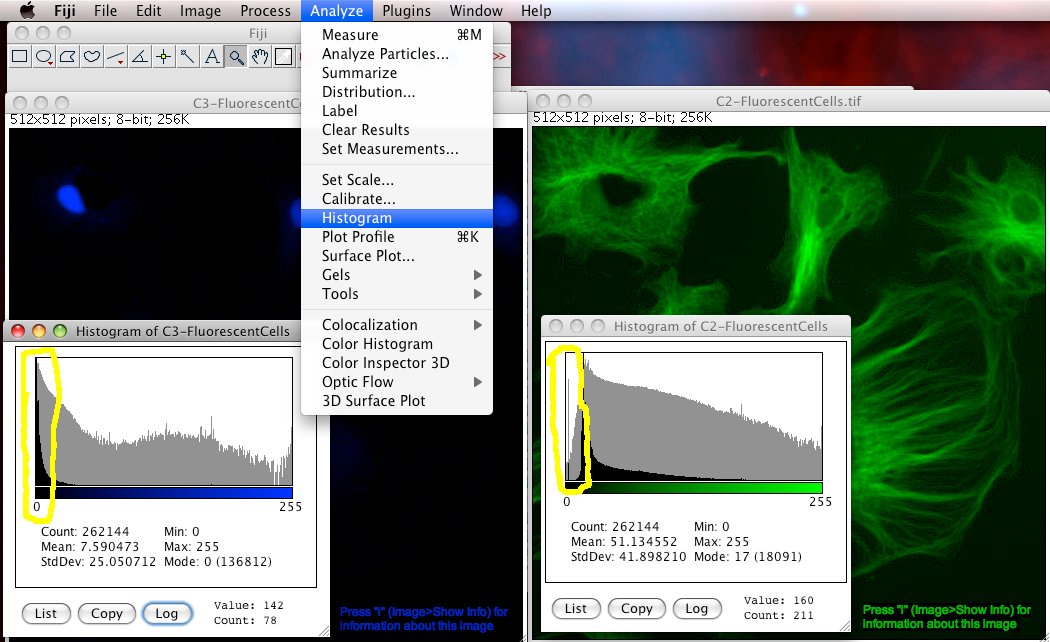 Fiji File Edit Image Process Analyze Plugins Window Help
Fiji
Measure ⌘M
Analyze Particles...
Summarize
Distribution...
Label
Clear Results
Set Measurements...
Set Scale...
Calibrate...
Histogram
Plot Profile ⌘K
Surface Plot...
Gels
Tools
Colocalization
Color Histogram
Color Inspector 3D
Optic Flow
3D Surface Plot
A
>>
C3-FluorescentCe
512x512 pixels; 8-bit; 256K
C2-FluorescentCells.tif
512x512 pixels; 8-bit; 256K
Histogram of C3-FluorescentCells
0 255
Count: 262144 Min: 0
Mean: 7.590473 Max: 255
StdDev: 25.050712 Mode: 0 (136812)
List Copy Log
Value: 142
Count: 78
Press "I" (Image>Show Info) for
information about this image
Histogram of C2-FluorescentCells
0 255
Count: 262144 Min: 0
Mean: 51.134552 Max: 255
StdDev: 41.898210 Mode: 17 (18091)
List Copy Log
Value: 160
Count: 211
Press "I" (Image>Show Info) for
information about this image